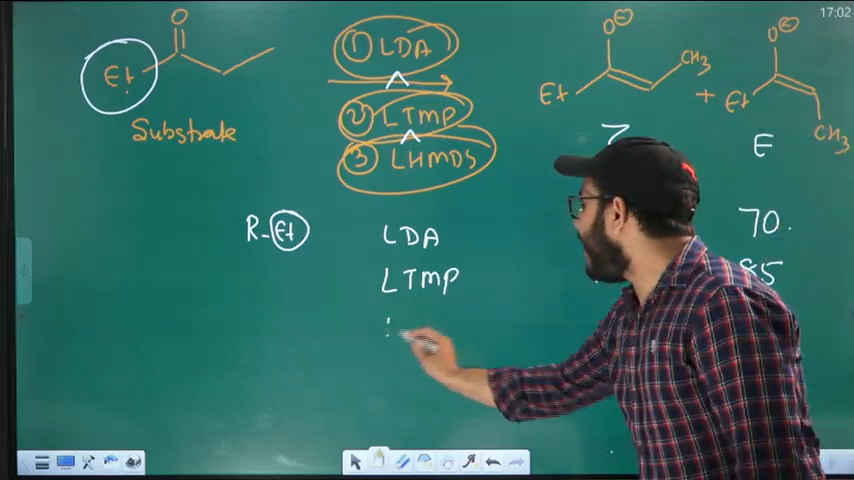 17:02
O
Et
Substrate
① LDA
② LTMP
③ LHMDS
O⊖
Et
CH3
+
O⊖
Et
CH3
Z
E
R-Et
LDA
70.
LTMP
85